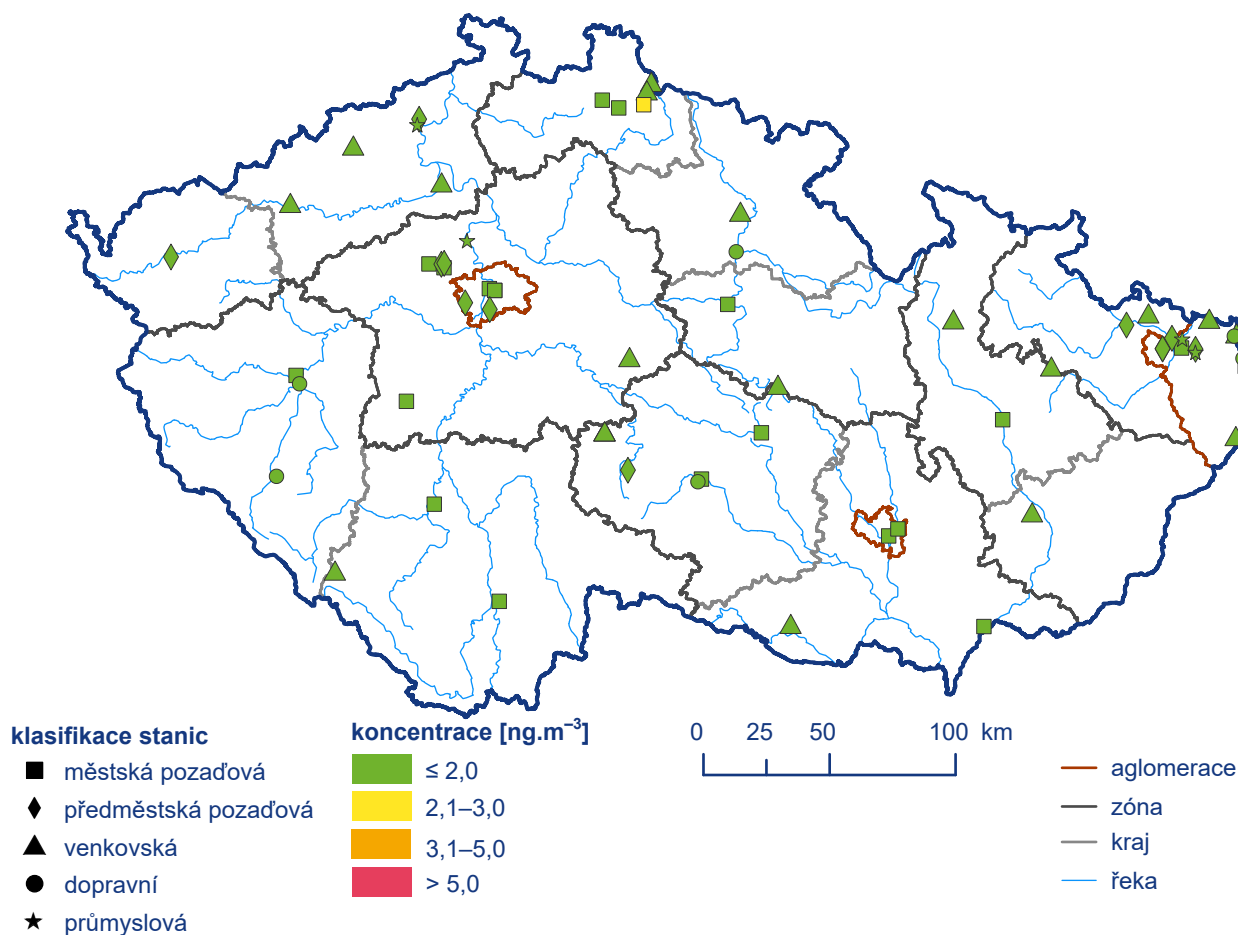 klasifikace stanic
městská pozaďová
předměstská pozaďová
venkovská
dopravní
průmyslová
koncentrace [ng.m⁻³]
≤ 2,0
2,1–3,0
3,1–5,0
> 5,0
0 25 50 100 km
aglomerace
zóna
kraj
řeka